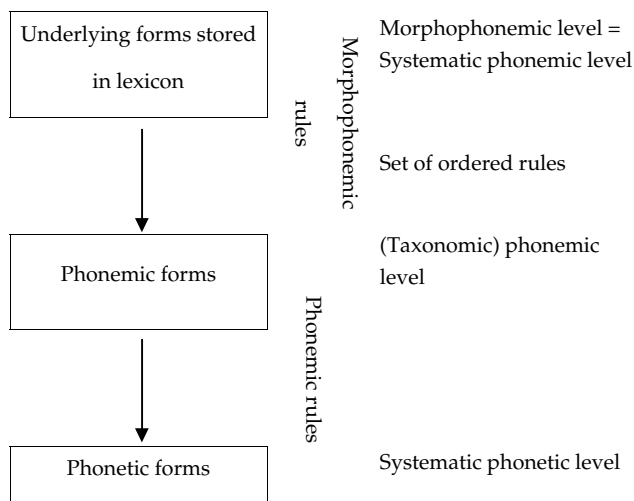 Underlying forms stored
in lexicon
Morphophonemic
rules
Morphophonemic level =
Systematic phonemic level
Set of ordered rules
Phonemic forms
(Taxonomic) phonemic
level
Phonemic rules
Phonetic forms
Systematic phonetic level